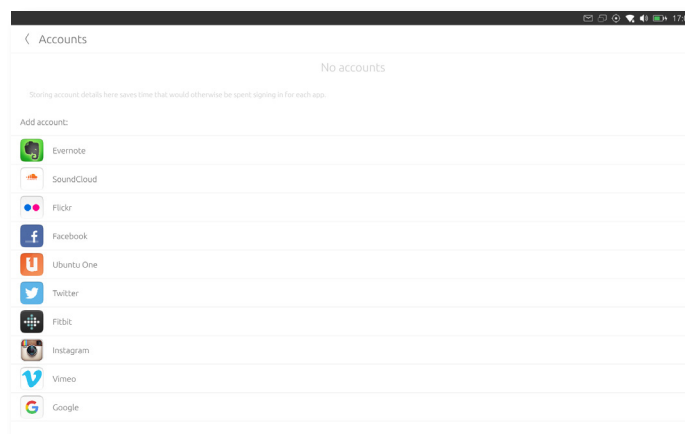 Accounts
No accounts
Storing account details here saves time that would otherwise be spent signing in for each app.
Add account:
Evernote
SoundCloud
Flickr
Facebook
Ubuntu One
Twitter
Fitbit
Instagram
Vimeo
Google